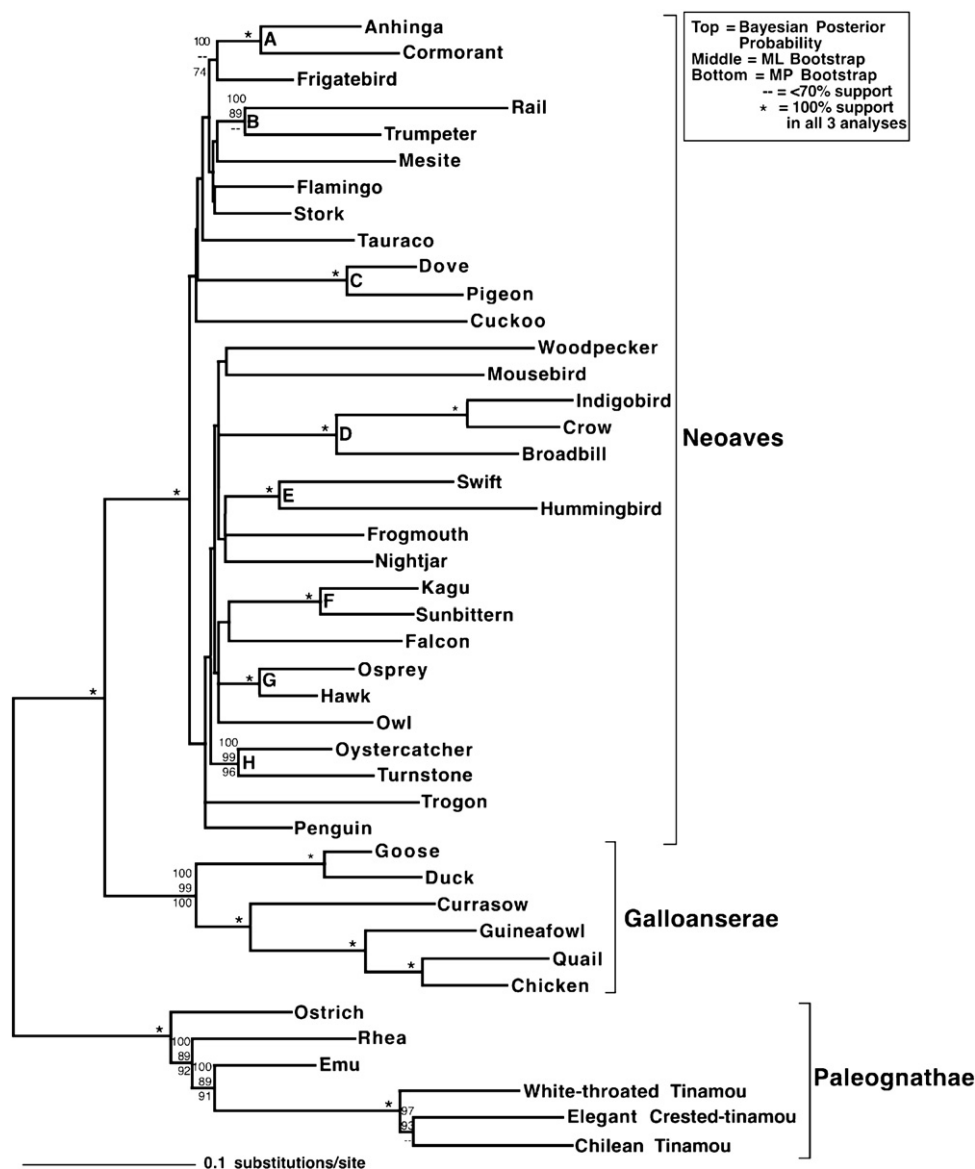 Top = Bayesian Posterior
Probability
Middle = ML Bootstrap
Bottom = MP Bootstrap
-- = <70% support
* = 100% support
in all 3 analyses
Anhinga
* A
Cormorant
100
--
74
Frigatebird
Rail
100
89
--
B
Trumpeter
Mesite
Flamingo
Stork
Tauraco
Dove
* C
Pigeon
Cuckoo
Woodpecker
Mousebird
Indigobird
*
Crow
* D
Broadbill
Swift
* E
Hummingbird
Frogmouth
Nightjar
Kagu
* F
Sunbittern
Falcon
Osprey
* G
Hawk
Owl
Oystercatcher
100
99
96
H
Turnstone
Trogon
Penguin
*
Neoaves
*
Goose
*
Duck
100
99
100
Currasow
*
Guineafowl
*
Quail
*
Chicken
Galloanserae
Ostrich
*
Rhea
100
89
92
Emu
100
89
91
White-throated Tinamou
*
Elegant Crested-tinamou
97
93
--
Chilean Tinamou
Paleognathae
0.1 substitutions/site